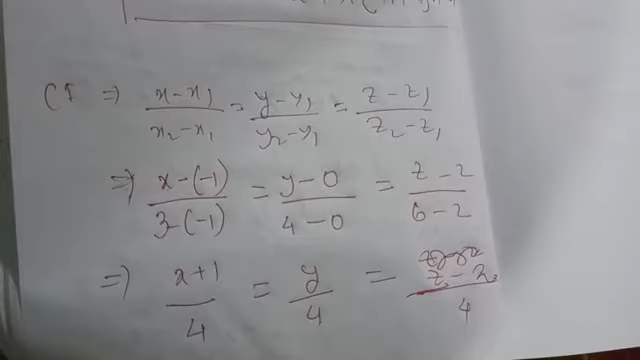 CF ⇒ (x-x₁)/(x₂-x₁) = (y-y₁)/(y₂-y₁) = (z-z₁)/(z₂-z₁)
⇒ (x-(-1))/(3-(-1)) = (y-0)/(4-0) = (z-2)/(6-2)
⇒ (x+1)/4 = y/4 = (z-2)/4